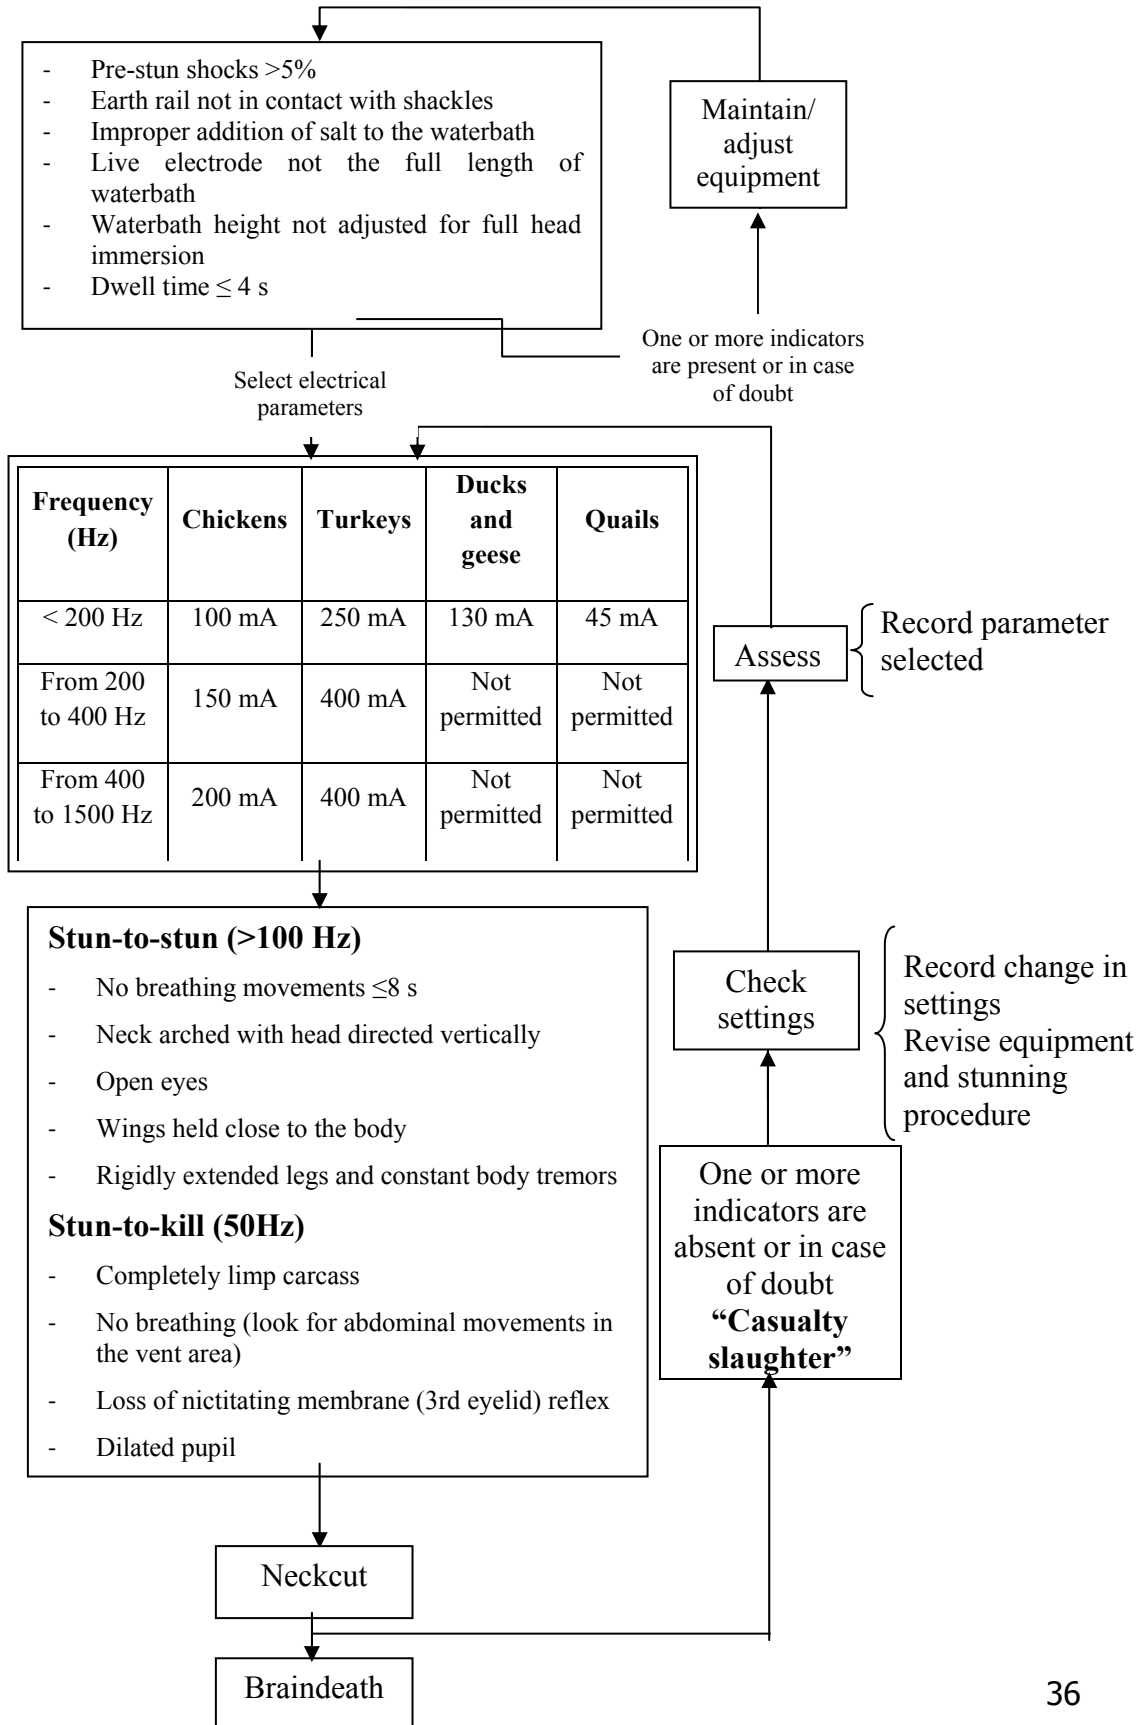 - Pre-stun shocks >5%
- Earth rail not in contact with shackles
- Improper addition of salt to the waterbath
- Live electrode not the full length of
waterbath
- Waterbath height not adjusted for full head
immersion
- Dwell time ≤ 4 s
Maintain/
adjust
equipment
One or more indicators
are present or in case
of doubt
Select electrical
parameters
Frequency
(Hz)
Chickens
Turkeys
Ducks
and
geese
Quails
< 200 Hz
100 mA
250 mA
130 mA
45 mA
From 200
to 400 Hz
150 mA
400 mA
Not
permitted
Not
permitted
From 400
to 1500 Hz
200 mA
400 mA
Not
permitted
Not
permitted
Assess
Record parameter
selected
Stun-to-stun (>100 Hz)
- No breathing movements ≤8 s
- Neck arched with head directed vertically
- Open eyes
- Wings held close to the body
- Rigidly extended legs and constant body tremors
Stun-to-kill (50Hz)
- Completely limp carcass
- No breathing (look for abdominal movements in
the vent area)
- Loss of nictitating membrane (3rd eyelid) reflex
- Dilated pupil
Check
settings
Record change in
settings
Revise equipment
and stunning
procedure
One or more
indicators are
absent or in case
of doubt
“Casualty
slaughter”
Neckcut
Braindeath
36